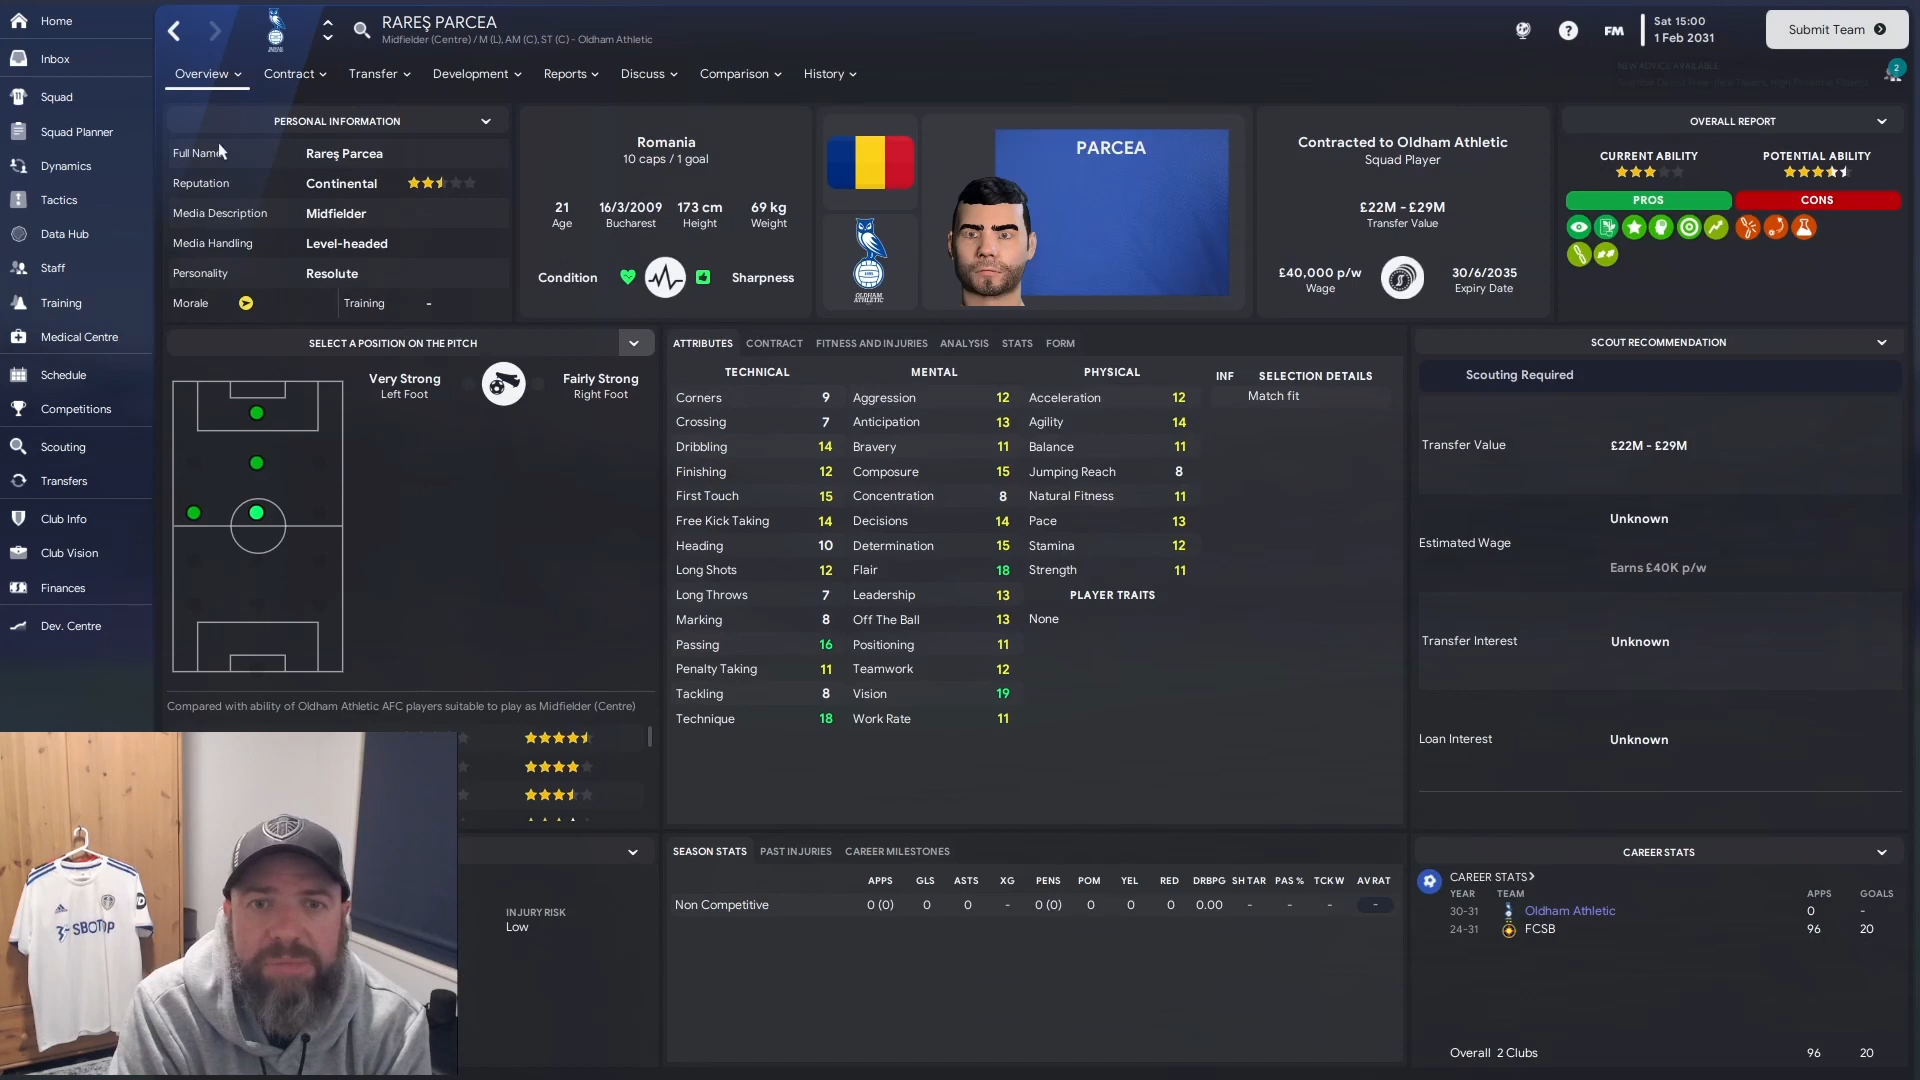 Home
Inbox
Squad
Squad Planner
Dynamics
Tactics
Data Hub
Staff
Training
Medical Centre
Schedule
Competitions
Scouting
Transfers
Club Info
Club Vision
Finances
Dev. Centre
RAREȘ PARCEA
Midfielder (Centre) / M (L), AM (C), ST (C) - Oldham Athletic
FM
Sat 15:00
1 Feb 2031
Submit Team
Overview
Contract
Transfer
Development
Reports
Discuss
Comparison
History
NEW ADVICE AVAILABLE
2
PERSONAL INFORMATION
Full Name Rareș Parcea
Reputation Continental
Media Description Midfielder
Media Handling Level-headed
Personality Resolute
Morale Training -
Romania
10 caps / 1 goal
21 16/3/2009 173 cm 69 kg
Age Bucharest Height Weight
Condition Sharpness
OLDHAM
ATHLETIC
PARCEA
Contracted to Oldham Athletic
Squad Player
£22M - £29M
Transfer Value
£40,000 p/w 30/6/2035
Wage Expiry Date
OVERALL REPORT
CURRENT ABILITY POTENTIAL ABILITY
PROS CONS
SELECT A POSITION ON THE PITCH
Very Strong Fairly Strong
Left Foot Right Foot
Compared with ability of Oldham Athletic AFC players suitable to play as Midfielder (Centre)
ATTRIBUTES CONTRACT FITNESS AND INJURIES ANALYSIS STATS FORM
TECHNICAL MENTAL PHYSICAL
INF SELECTION DETAILS
Match fit
Corners 9 Aggression 12 Acceleration 12
Crossing 7 Anticipation 13 Agility 14
Dribbling 14 Bravery 11 Balance 11
Finishing 12 Composure 15 Jumping Reach 8
First Touch 15 Concentration 8 Natural Fitness 11
Free Kick Taking 14 Decisions 14 Pace 13
Heading 10 Determination 15 Stamina 12
Long Shots 12 Flair 18 Strength 11
Long Throws 7 Leadership 13 PLAYER TRAITS
Marking 8 Off The Ball 13 None
Passing 16 Positioning 11
Penalty Taking 11 Teamwork 12
Tackling 8 Vision 19
Technique 18 Work Rate 11
SCOUT RECOMMENDATION
Scouting Required
Transfer Value £22M - £29M
Unknown
Estimated Wage
Earns £40K p/w
Transfer Interest Unknown
Loan Interest Unknown
SBOTOP
INJURY RISK
Low
SEASON STATS PAST INJURIES CAREER MILESTONES
APPS GLS ASTS XG PENS POM YEL RED DRBPG SH TAR PAS % TCK W AV RAT
Non Competitive 0 (0) 0 0 - 0 (0) 0 0 0 0.00 - - - -
CAREER STATS
CAREER STATS
YEAR TEAM APPS GOALS
30-31 Oldham Athletic 0 -
24-31 FCSB 96 20
Overall 2 Clubs 96 20